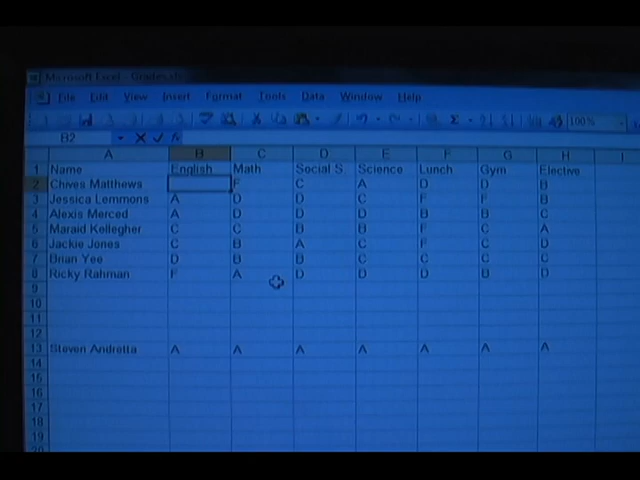 Microsoft Excel - Grades.xls
File Edit View Insert Format Tools Data Window Help
Σ 100%
B2 fx
A B C D E F G H I
1 Name English Math Social S. Science Lunch Gym Elective
2 Chives Matthews F C A D D B
3 Jessica Lemmons A D D C F F B
4 Alexis Merced A D D D B B C
5 Maraid Kellegher C C B C F C A
6 Jackie Jones C B A C F C D
7 Brian Yee D B B C C C C
8 Ricky Rahman F A D D D B D
9
10
11
12
13 Steven Andretta A A A A A A A
14
15
16
17
18
19
20